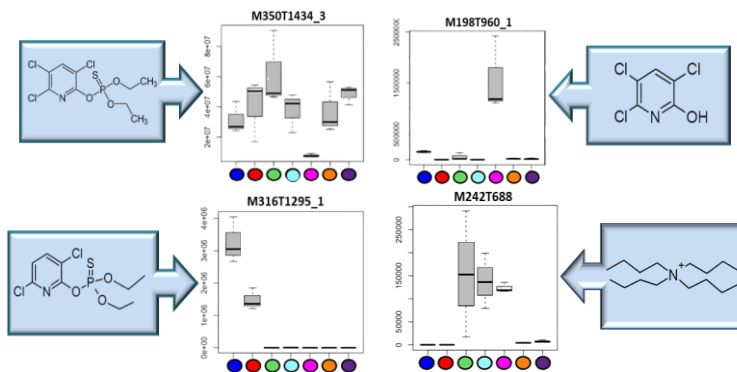 M350T1434_3
Cl
Cl
Cl
N
O
P
S
O
CH₃
O
CH₃
8e+07
6e+07
4e+07
2e+07
M198T960_1
2500000
1500000
500000
0
Cl
Cl
Cl
N
OH
M316T1295_1
Cl
Cl
N
O
P
S
O
O
4e+06
3e+06
2e+06
1e+06
0e+00
M242T688
250000
150000
50000
0
N+